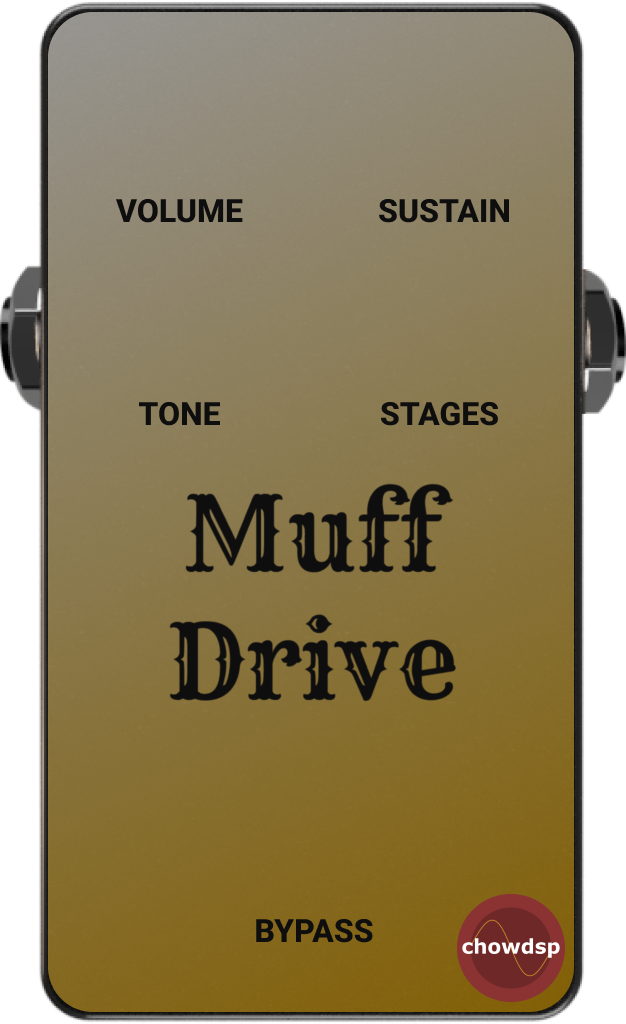 VOLUME SUSTAIN
TONE STAGES
Muff
Drive
BYPASS
chowdsp